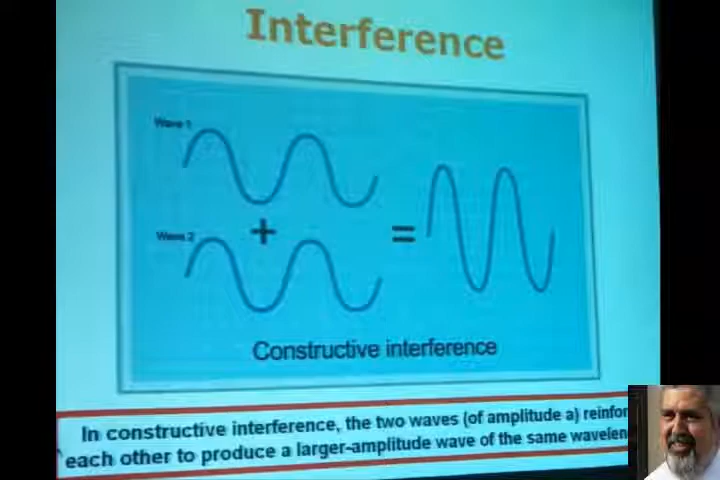 Interference
Wave 1
+
Wave 2
=
Constructive interference
In constructive interference, the two waves (of amplitude a) reinfor
each other to produce a larger-amplitude wave of the same wavelen